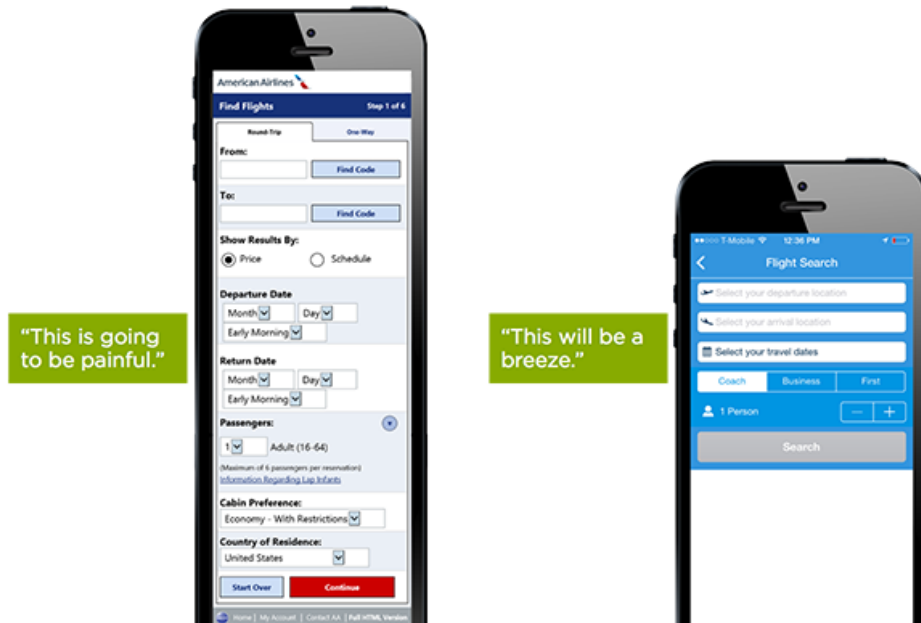 "This is going
to be painful."
American Airlines
Find Flights Step 1 of 6
Round-Trip One-Way
From:
Find Code
To:
Find Code
Show Results By:
Price Schedule
Departure Date
Month Day
Early Morning
Return Date
Month Day
Early Morning
Passengers:
1 Adult (16-64)
(Maximum of 6 passengers per reservation)
Information Regarding Lap Infants
Cabin Preference:
Economy - With Restrictions
Country of Residence:
United States
Start Over Continue
Home | My Account | Contact AA | Full HTML Version
"This will be a
breeze."
T-Mobile 12:36 PM
Flight Search
Select your departure location
Select your arrival location
Select your travel dates
Coach Business First
1 Person - +
Search